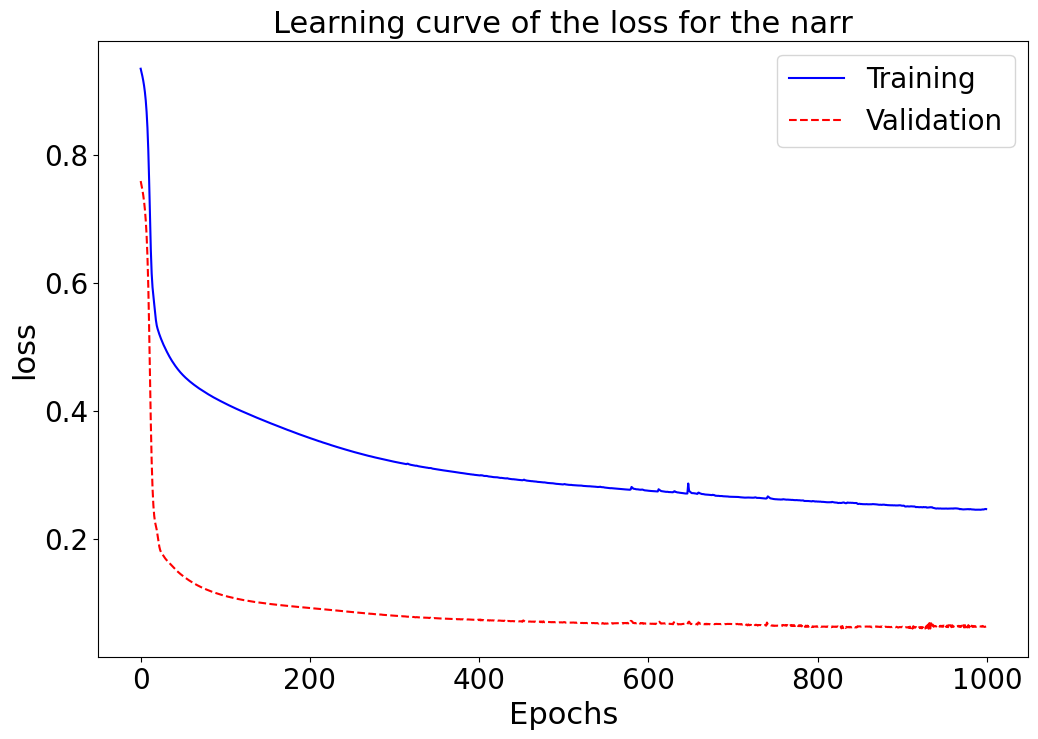 Learning curve of the loss for the narr
Training
Validation
0.8
0.6
0.4
0.2
loss
0 200 400 600 800 1000
Epochs